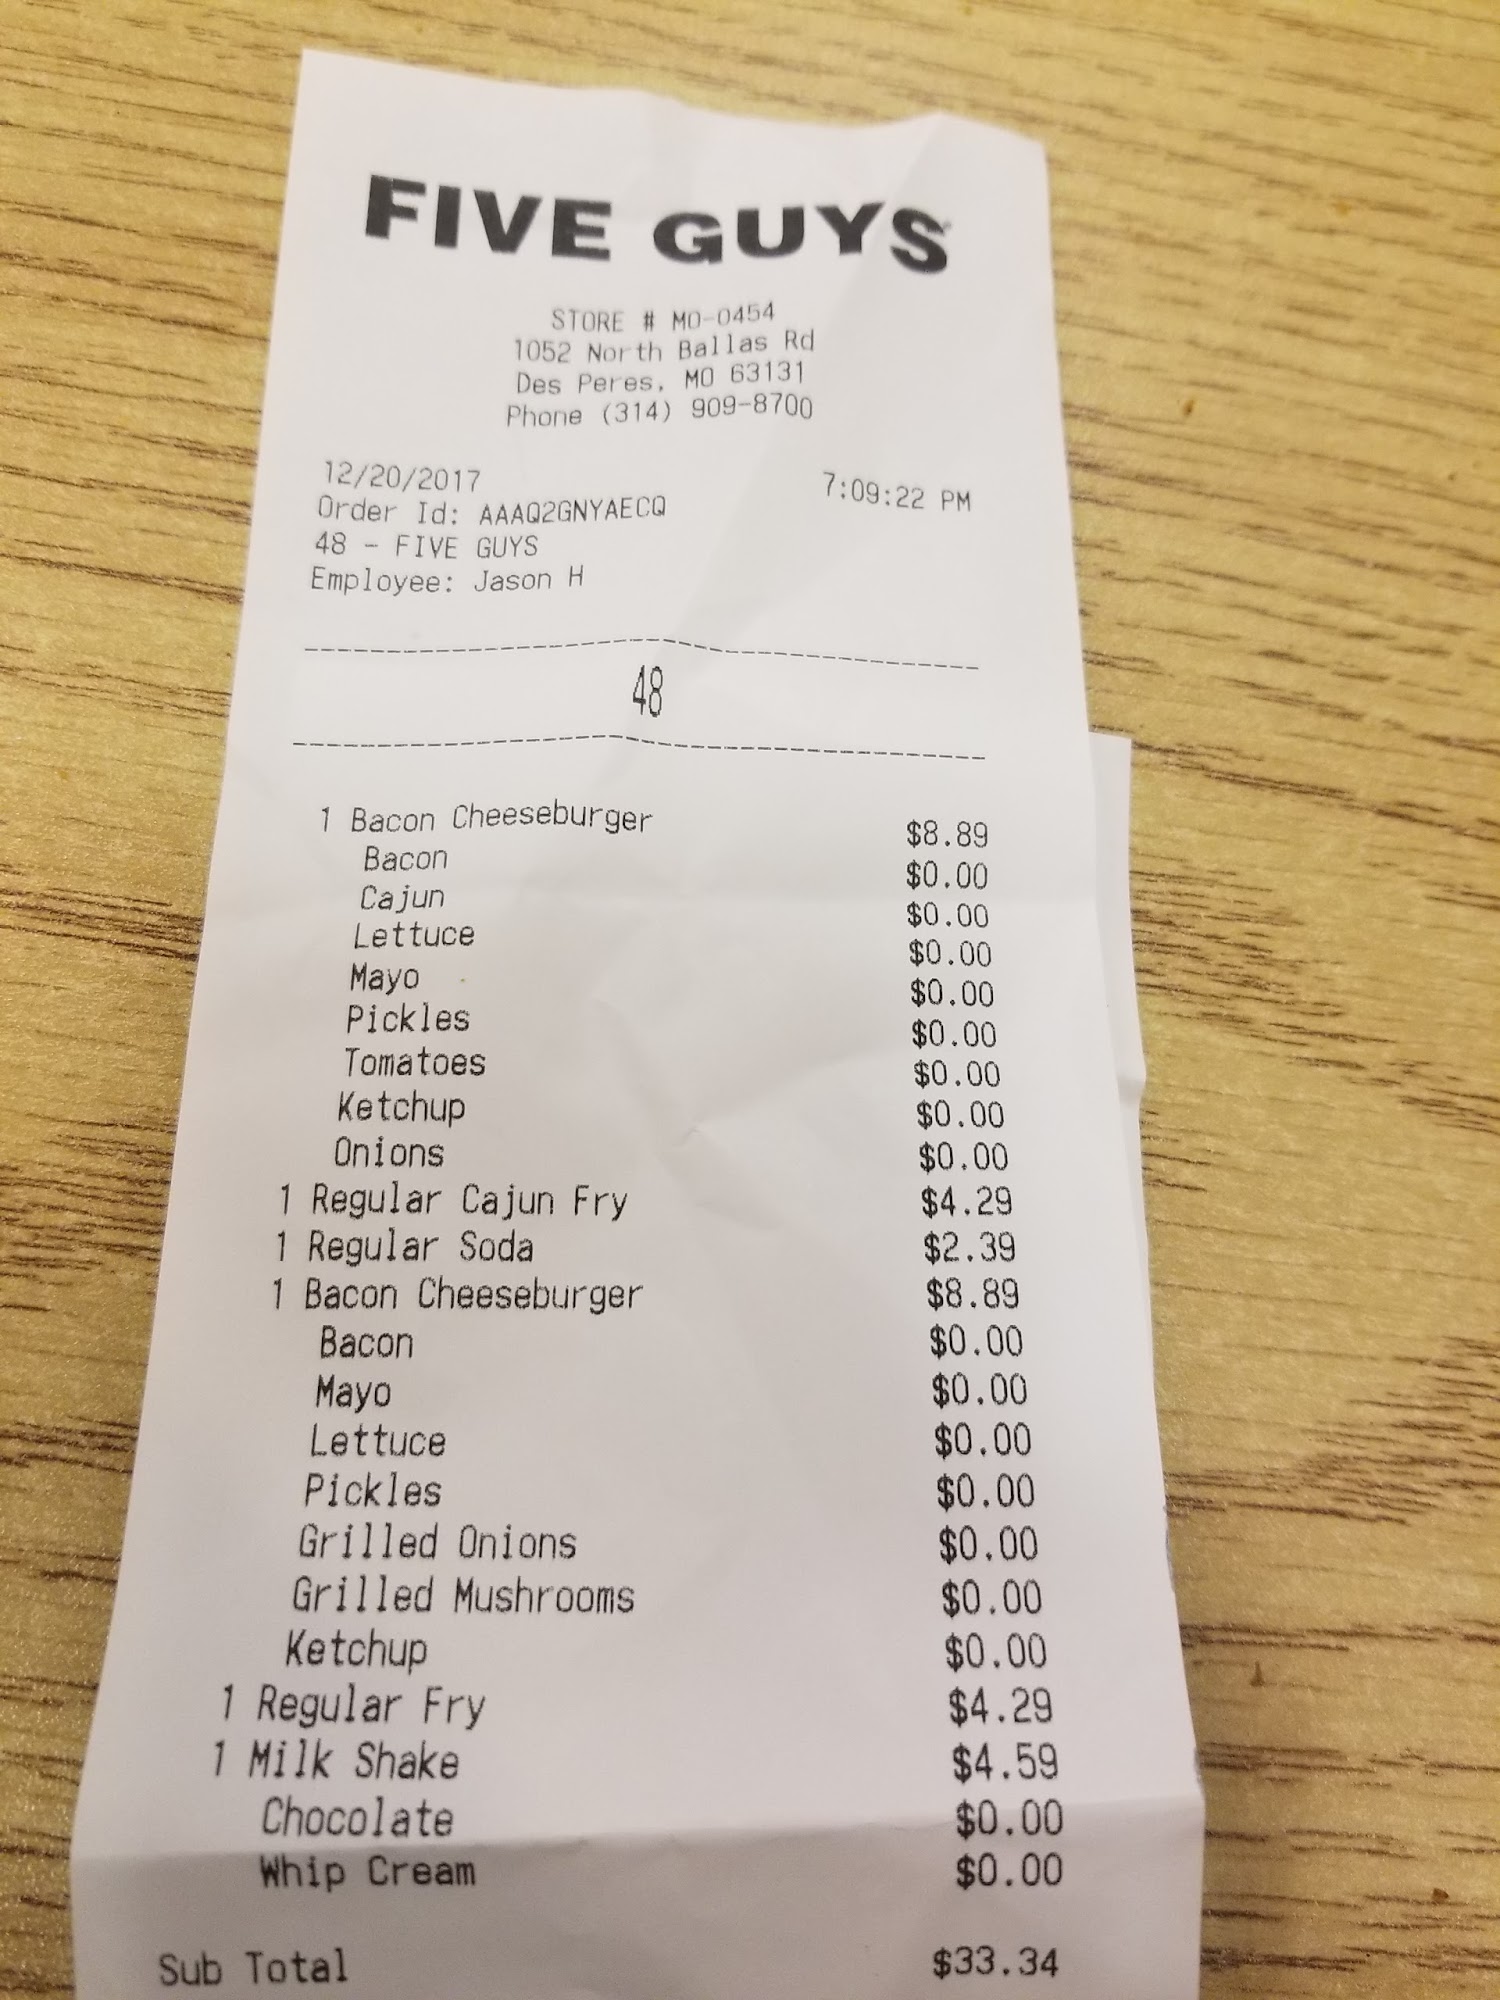 FIVE GUYS
STORE # MO-0454
1052 North Ballas Rd
Des Peres, MO 63131
Phone (314) 909-8700
12/20/2017 7:09:22 PM
Order Id: AAAQ2GNYAECQ
48 - FIVE GUYS
Employee: Jason H
48
1 Bacon Cheeseburger $8.89
Bacon $0.00
Cajun $0.00
Lettuce $0.00
Mayo $0.00
Pickles $0.00
Tomatoes $0.00
Ketchup $0.00
Onions $0.00
1 Regular Cajun Fry $4.29
1 Regular Soda $2.39
1 Bacon Cheeseburger $8.89
Bacon $0.00
Mayo $0.00
Lettuce $0.00
Pickles $0.00
Grilled Onions $0.00
Grilled Mushrooms $0.00
Ketchup $0.00
1 Regular Fry $4.29
1 Milk Shake $4.59
Chocolate $0.00
Whip Cream $0.00
Sub Total $33.34